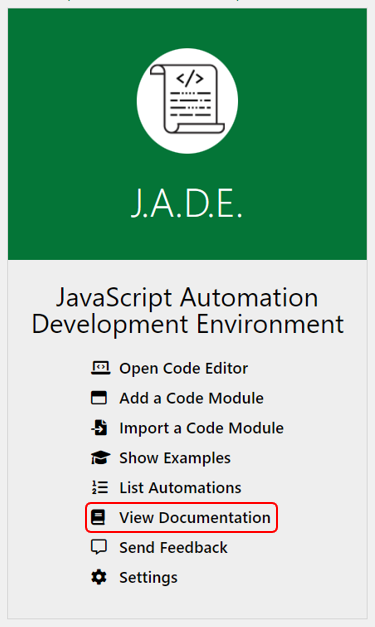 </>
J.A.D.E.
JavaScript Automation
Development Environment
Open Code Editor
Add a Code Module
Import a Code Module
Show Examples
List Automations
View Documentation
Send Feedback
Settings